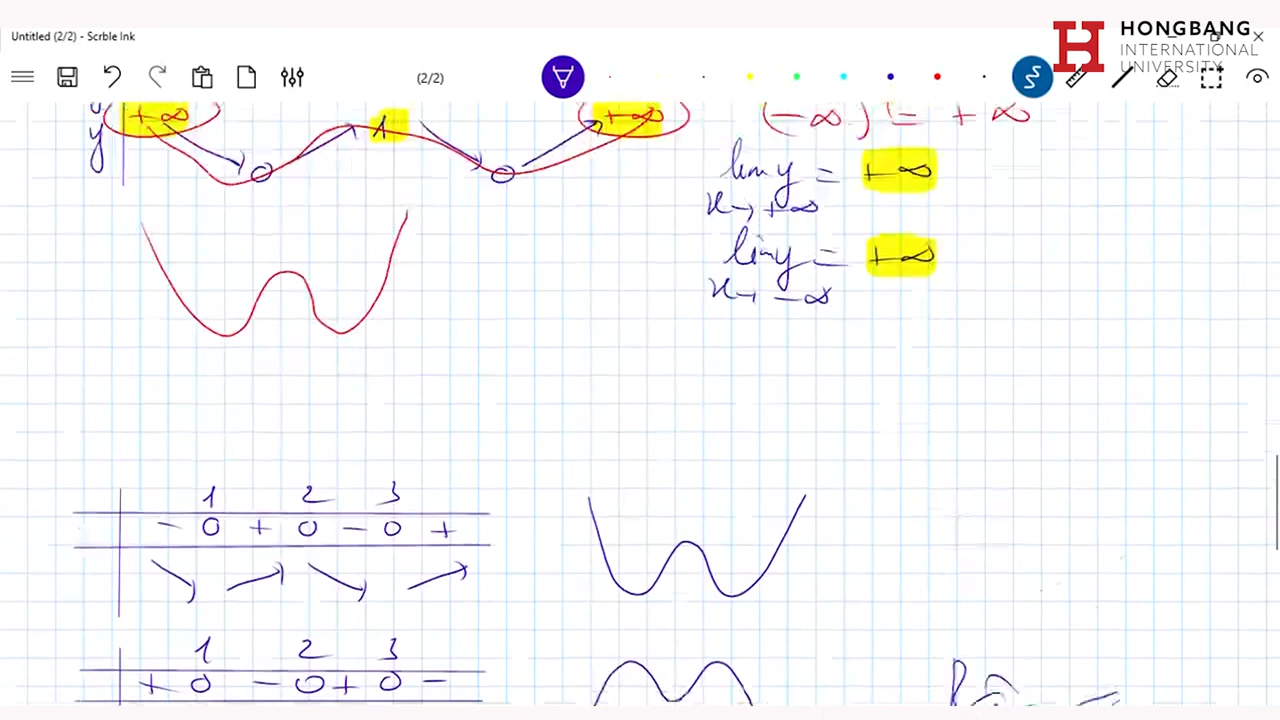 Untitled (2/2) - Scrble Ink
HONGBANG
INTERNATIONAL
UNIVERSITY
(2/2)
+∞ 1 +∞
y 0 0
(-∞) = +∞
lim y = +∞
x→ +∞
lim y = +∞
x→ -∞
1 2 3
- 0 + 0 - 0 +
1 2 3
+ 0 - 0 + 0 -